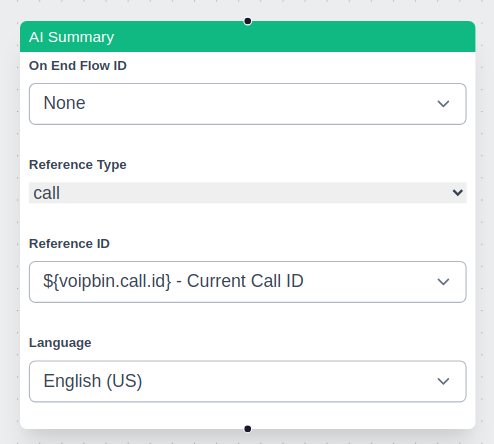 AI Summary
On End Flow ID
None
Reference Type
call
Reference ID
${voipbin.call.id} - Current Call ID
Language
English (US)